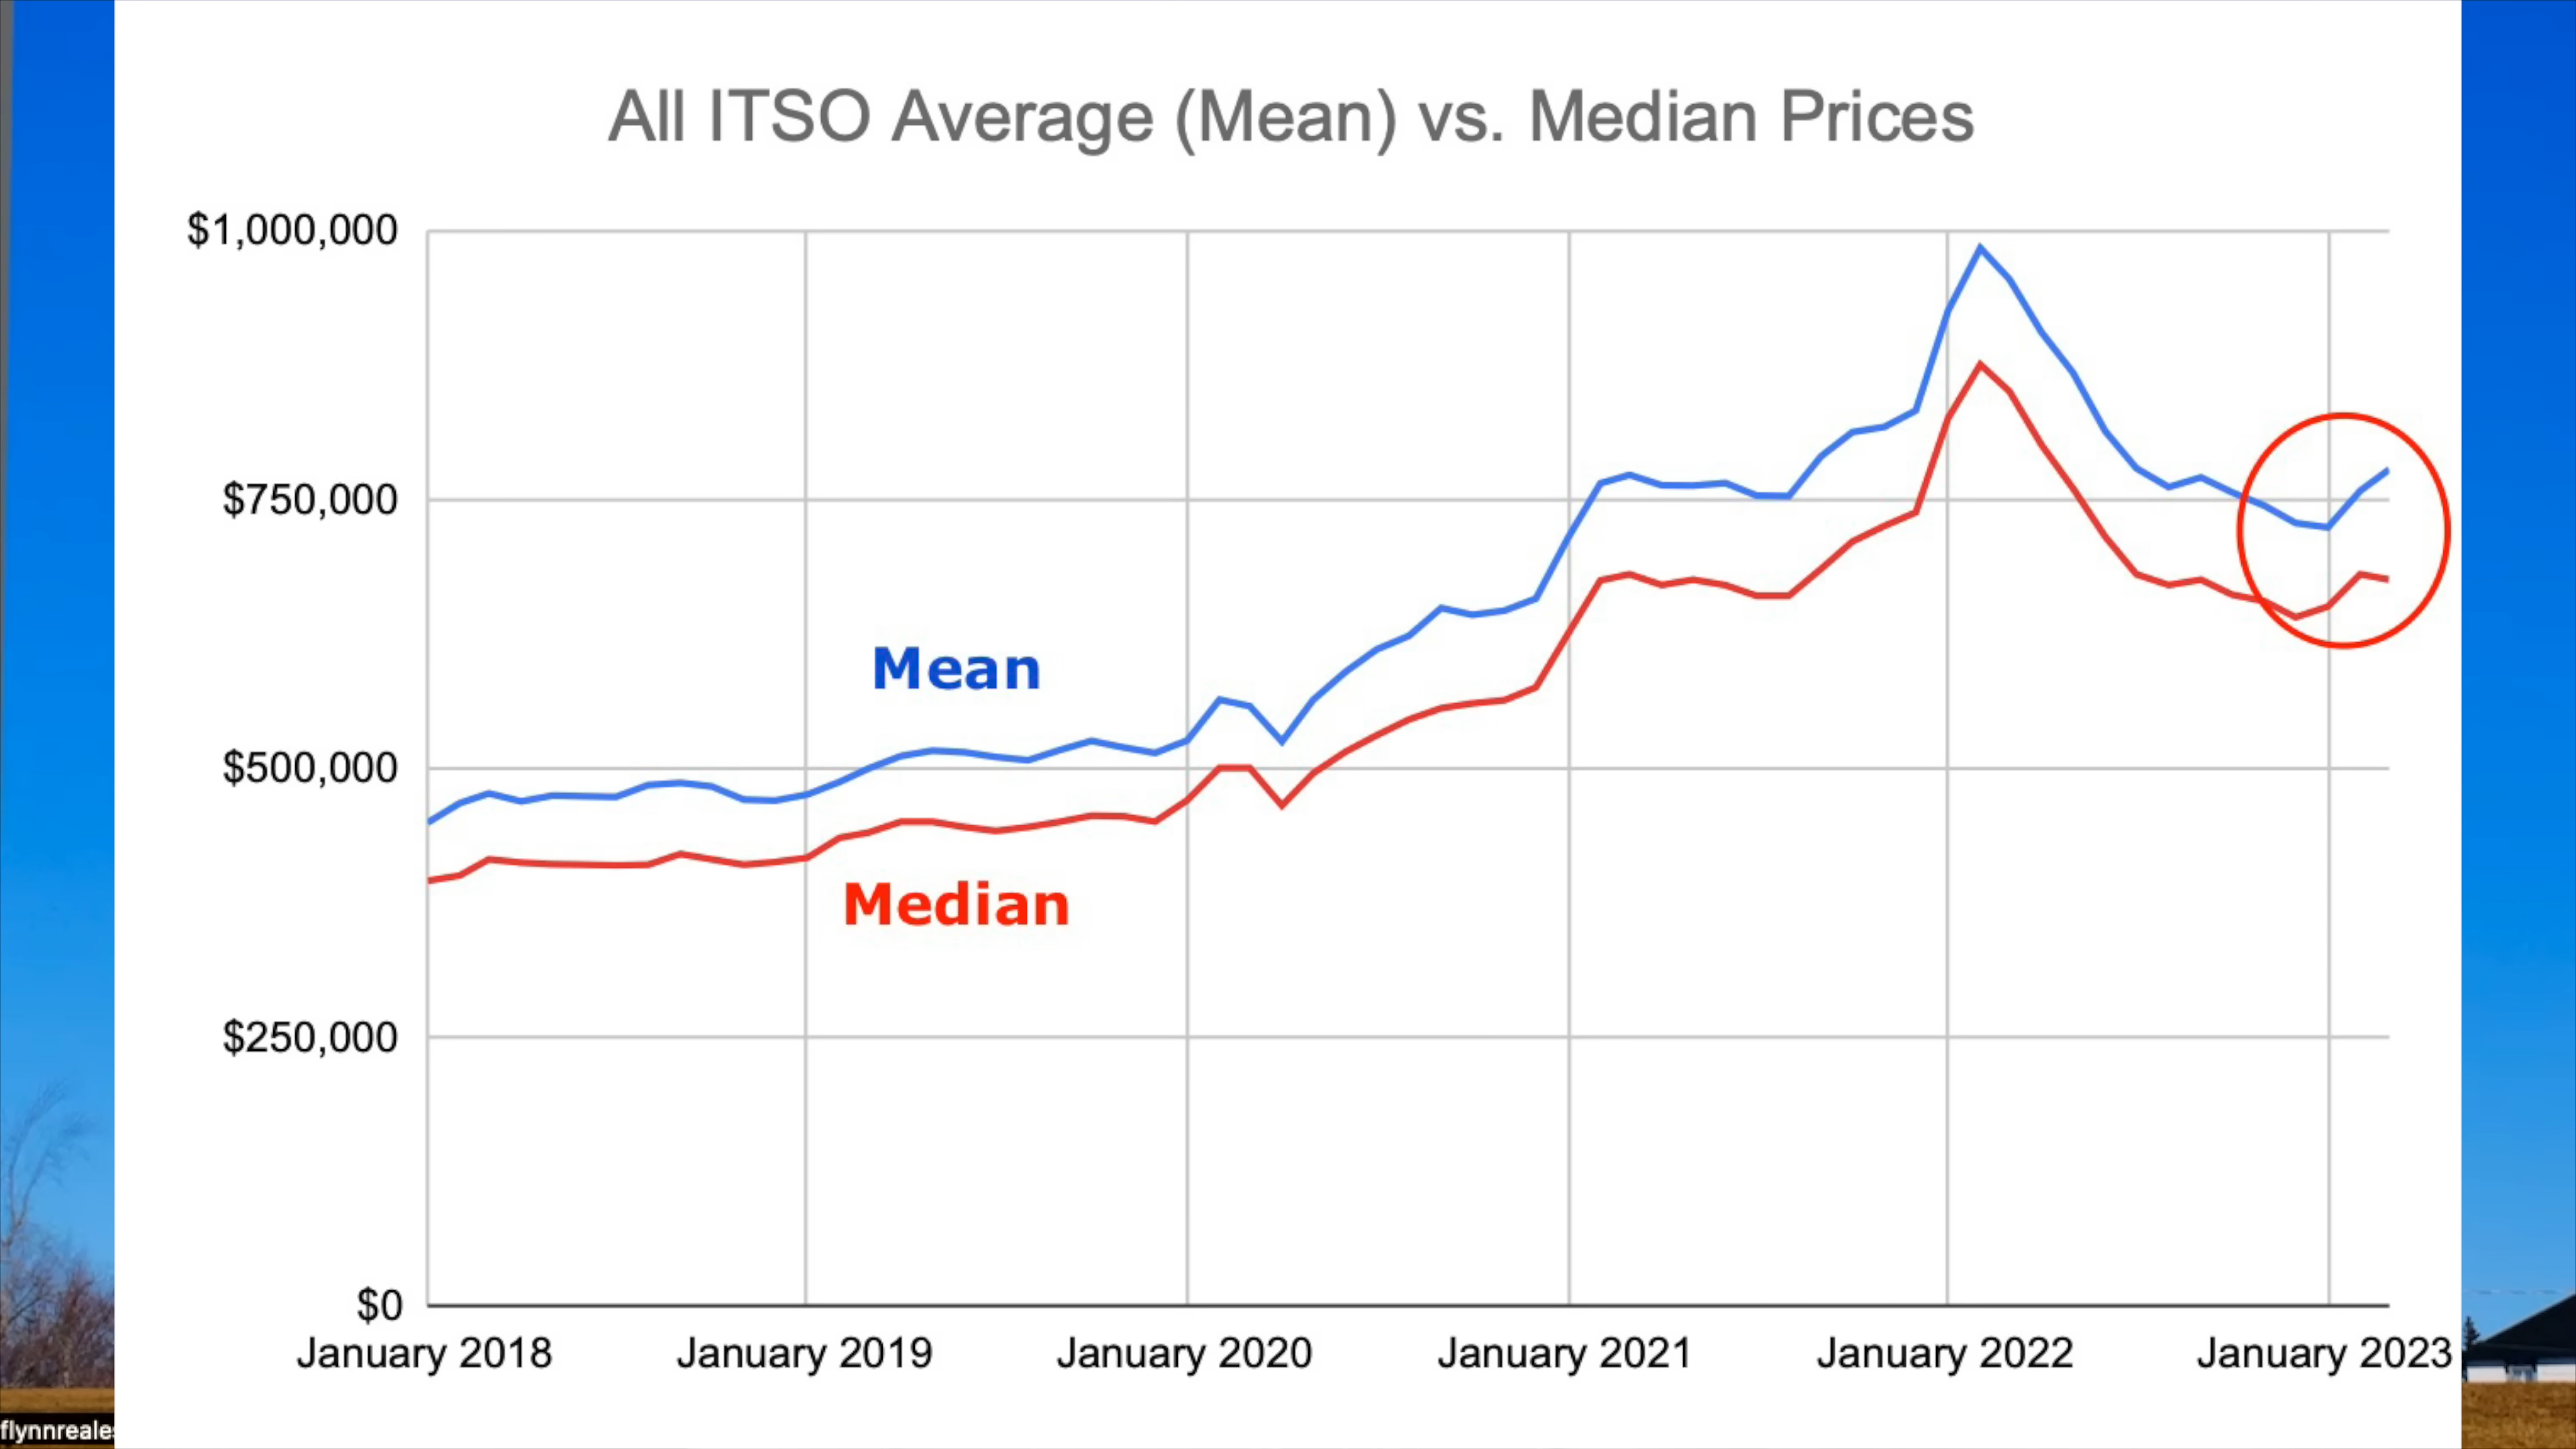 All ITSO Average (Mean) vs. Median Prices
$1,000,000
$750,000
$500,000
$250,000
$0
Mean
Median
January 2018 January 2019 January 2020 January 2021 January 2022 January 2023